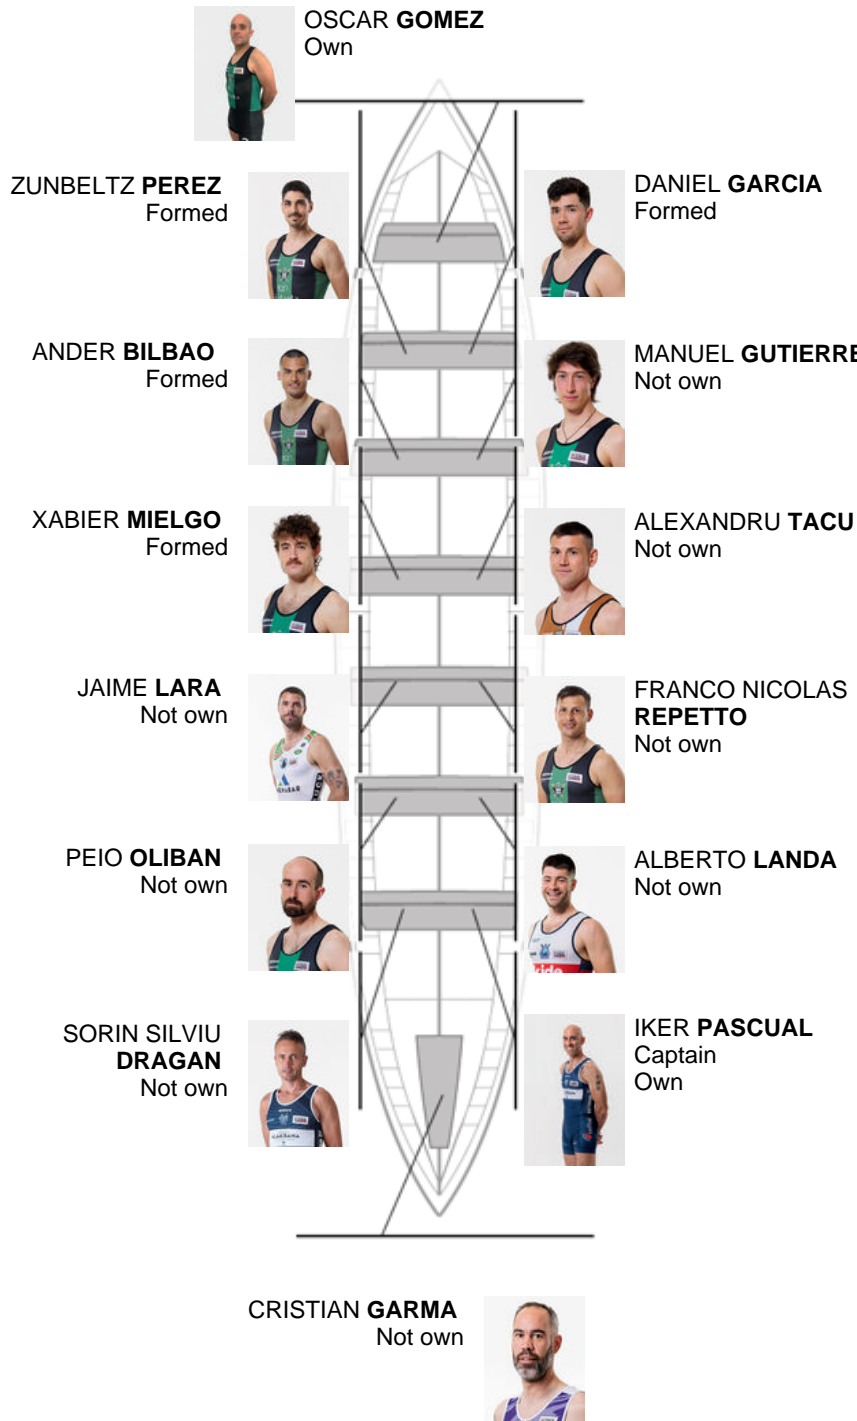 OSCAR GOMEZ
Own
ZUNBELTZ PEREZ
Formed
DANIEL GARCIA
Formed
ANDER BILBAO
Formed
MANUEL GUTIERRE
Not own
XABIER MIELGO
Formed
ALEXANDRU TACU
Not own
JAIME LARA
Not own
FRANCO NICOLAS
REPETTO
Not own
PEIO OLIBAN
Not own
ALBERTO LANDA
Not own
SORIN SILVIU
DRAGAN
Not own
IKER PASCUAL
Captain
Own
CRISTIAN GARMA
Not own